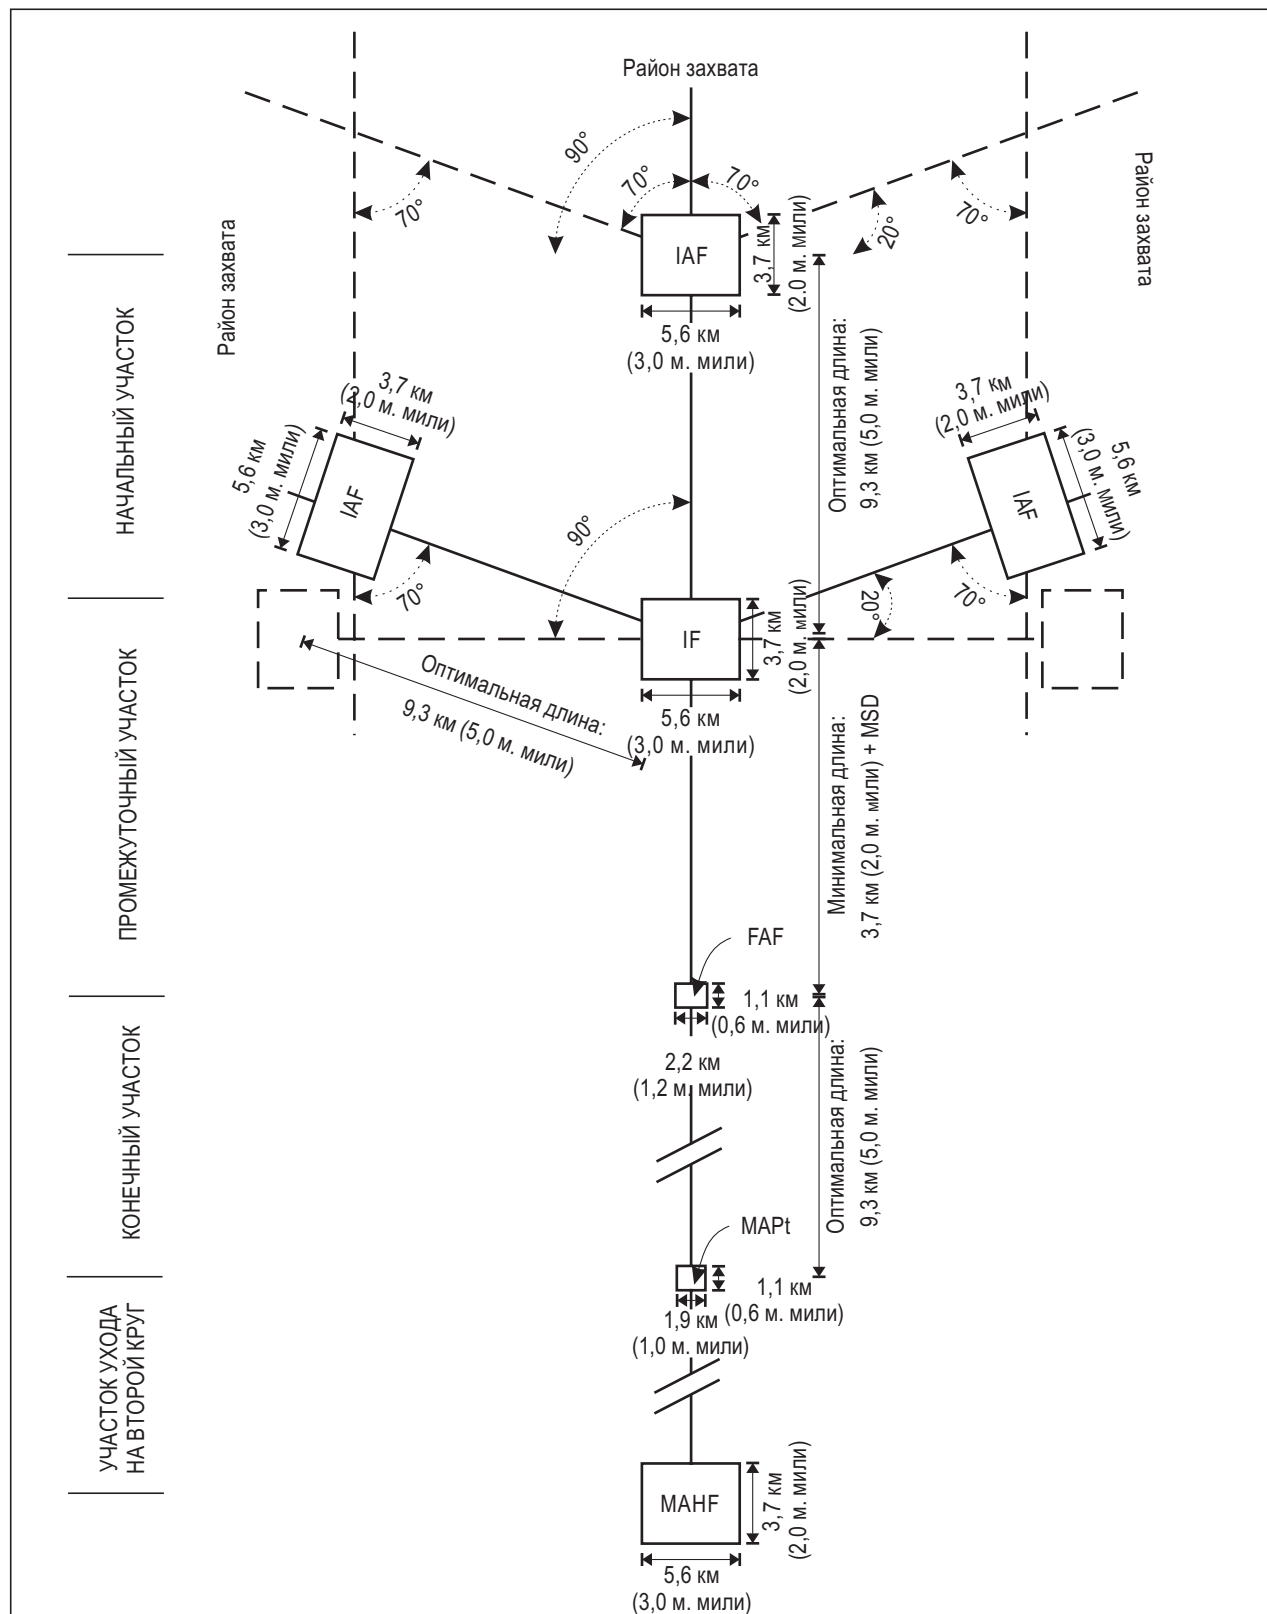 Район захвата
90°
70°
70°
70°
70°
20°
Район захвата
Район захвата
IAF
3,7 км
(2.0 м. мили)
5,6 км
(3,0 м. мили)
НАЧАЛЬНЫЙ УЧАСТОК
Оптимальная длина:
9,3 км (5,0 м. мили)
3,7 км
(2,0 м. мили)
5,6 км
(3,0 м. мили)
IAF
3,7 км
(2,0 м. мили)
5,6 км
(3,0 м. мили)
IAF
90°
70°
70°
20°
IF
3,7 км
(2,0 м. мили)
5,6 км
(3,0 м. мили)
Оптимальная длина:
9,3 км (5,0 м. мили)
ПРОМЕЖУТОЧНЫЙ УЧАСТОК
Минимальная длина:
3,7 км (2,0 м. мили) + MSD
FAF
1,1 км
(0,6 м. мили)
2,2 км
(1,2 м. мили)
КОНЕЧНЫЙ УЧАСТОК
Оптимальная длина:
9,3 км (5,0 м. мили)
MAPt
1,1 км
(0,6 м. мили)
1,9 км
(1,0 м. мили)
УЧАСТОК УХОДА
НА ВТОРОЙ КРУГ
MAHF
3,7 км
(2,0 м. мили)
5,6 км
(3,0 м. мили)